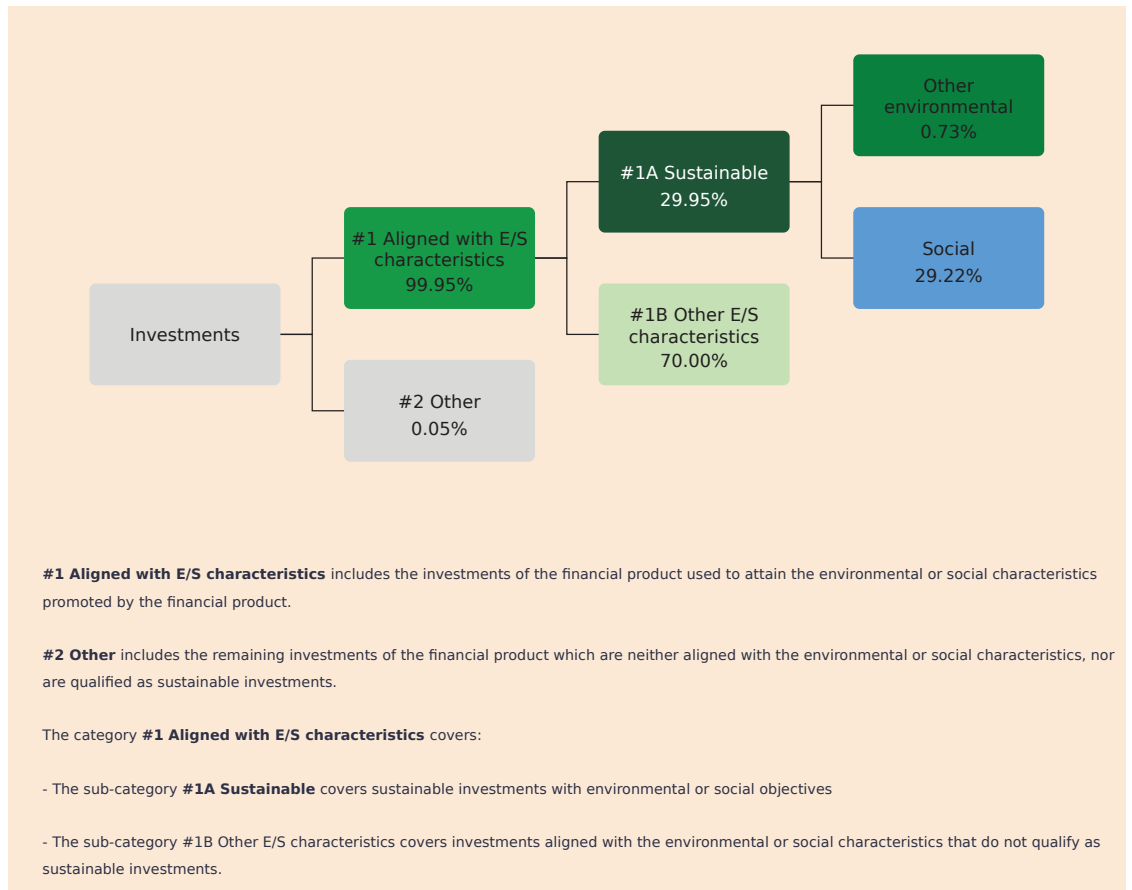 Other
environmental
0.73%
#1A Sustainable
29.95%
#1 Aligned with E/S
characteristics
99.95%
Social
29.22%
Investments
#1B Other E/S
characteristics
70.00%
#2 Other
0.05%
#1 Aligned with E/S characteristics includes the investments of the financial product used to attain the environmental or social characteristics
promoted by the financial product.
#2 Other includes the remaining investments of the financial product which are neither aligned with the environmental or social characteristics, nor
are qualified as sustainable investments.
The category #1 Aligned with E/S characteristics covers:
- The sub-category #1A Sustainable covers sustainable investments with environmental or social objectives
- The sub-category #1B Other E/S characteristics covers investments aligned with the environmental or social characteristics that do not qualify as
sustainable investments.